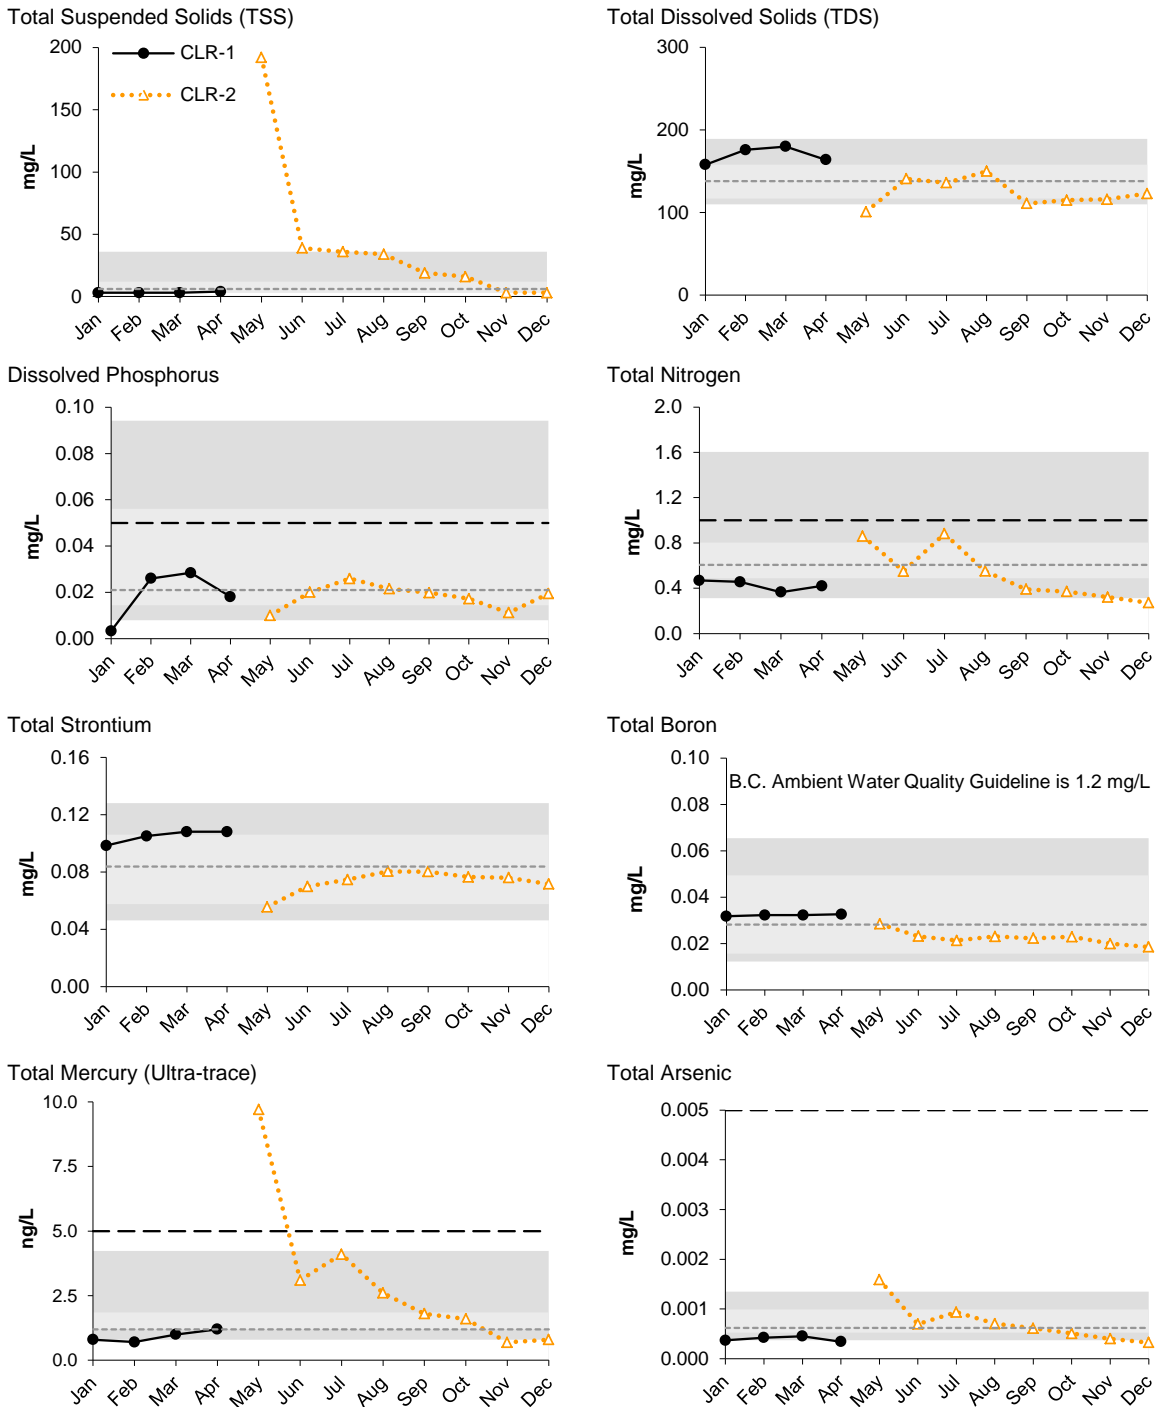 Total Suspended Solids (TSS)
200
150
100
50
0
mg/L
CLR-1
CLR-2
Jan Feb Mar Apr May Jun Jul Aug Sep Oct Nov Dec
Total Dissolved Solids (TDS)
300
200
100
0
mg/L
Jan Feb Mar Apr May Jun Jul Aug Sep Oct Nov Dec
Dissolved Phosphorus
0.10
0.08
0.06
0.04
0.02
0.00
mg/L
Jan Feb Mar Apr May Jun Jul Aug Sep Oct Nov Dec
Total Nitrogen
2.0
1.6
1.2
0.8
0.4
0.0
mg/L
Jan Feb Mar Apr May Jun Jul Aug Sep Oct Nov Dec
Total Strontium
0.16
0.12
0.08
0.04
0.00
mg/L
Jan Feb Mar Apr May Jun Jul Aug Sep Oct Nov Dec
Total Boron
0.10
0.08
0.06
0.04
0.02
0.00
mg/L
B.C. Ambient Water Quality Guideline is 1.2 mg/L
Jan Feb Mar Apr May Jun Jul Aug Sep Oct Nov Dec
Total Mercury (Ultra-trace)
10.0
7.5
5.0
2.5
0.0
ng/L
Jan Feb Mar Apr May Jun Jul Aug Sep Oct Nov Dec
Total Arsenic
0.005
0.004
0.003
0.002
0.001
0.000
mg/L
Jan Feb Mar Apr May Jun Jul Aug Sep Oct Nov Dec